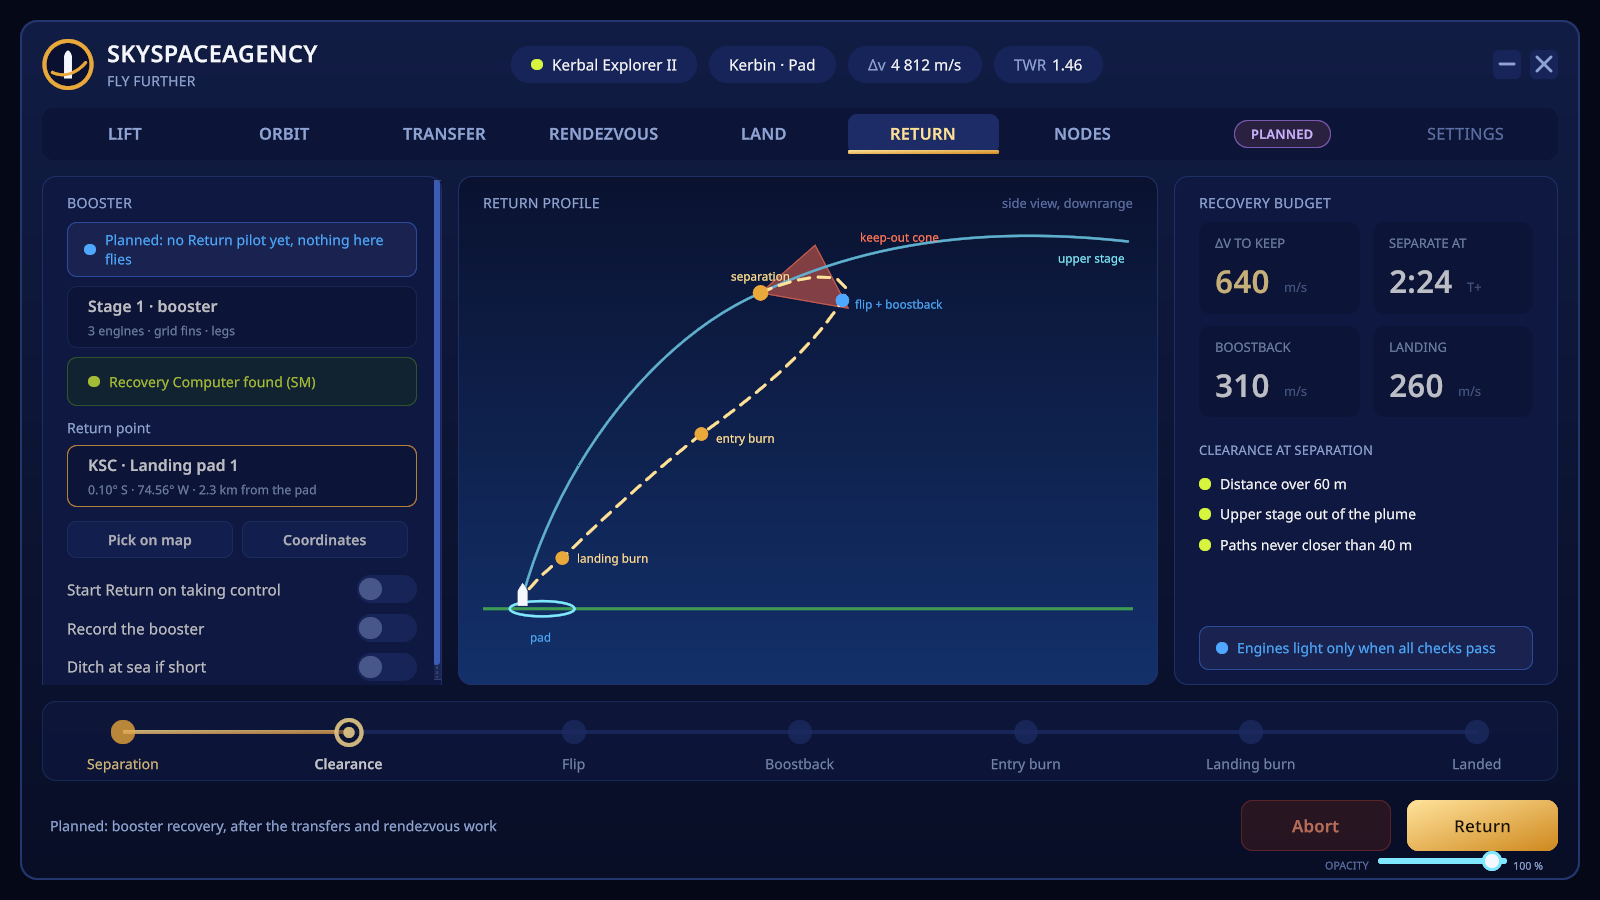 SKYSPACEAGENCY
FLY FURTHER
Kerbal Explorer II
Kerbin · Pad
Δv 4 812 m/s
TWR 1.46
LIFT
ORBIT
TRANSFER
RENDEZVOUS
LAND
RETURN
NODES
PLANNED
SETTINGS
BOOSTER
Planned: no Return pilot yet, nothing here
flies
Stage 1 · booster
3 engines · grid fins · legs
Recovery Computer found (SM)
Return point
KSC · Landing pad 1
0.10° S · 74.56° W · 2.3 km from the pad
Pick on map
Coordinates
Start Return on taking control
Record the booster
Ditch at sea if short
RETURN PROFILE
side view, downrange
keep-out cone
upper stage
separation
flip + boostback
entry burn
landing burn
pad
RECOVERY BUDGET
ΔV TO KEEP
640 m/s
SEPARATE AT
2:24 T+
BOOSTBACK
310 m/s
LANDING
260 m/s
CLEARANCE AT SEPARATION
Distance over 60 m
Upper stage out of the plume
Paths never closer than 40 m
Engines light only when all checks pass
Separation
Clearance
Flip
Boostback
Entry burn
Landing burn
Landed
Planned: booster recovery, after the transfers and rendezvous work
Abort
Return
OPACITY
100 %